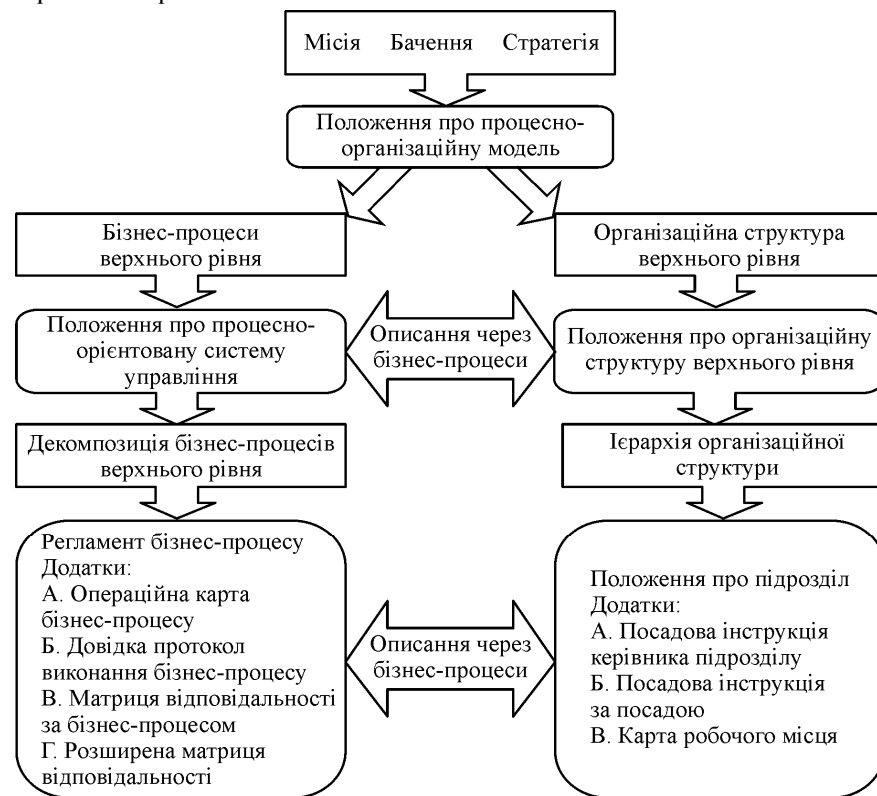 Місія Бачення Стратегія
Положення про процесно-
організаційну модель
Бізнес-процеси
верхнього рівня
Організаційна структура
верхнього рівня
Положення про процесно-
орієнтовану систему
управління
Описання через
бізнес-процеси
Положення про організаційну
структуру верхнього рівня
Декомпозиція бізнес-процесів
верхнього рівня
Ієрархія організаційної
структури
Регламент бізнес-процесу
Додатки:
А. Операційна карта
бізнес-процесу
Б. Довідка протокол
виконання бізнес-процесу
В. Матриця відповідальності
за бізнес-процесом
Г. Розширена матриця
відповідальності
Описання через
бізнес-процеси
Положення про підрозділ
Додатки:
А. Посадова інструкція
керівника підрозділу
Б. Посадова інструкція
за посадою
В. Карта робочого місця